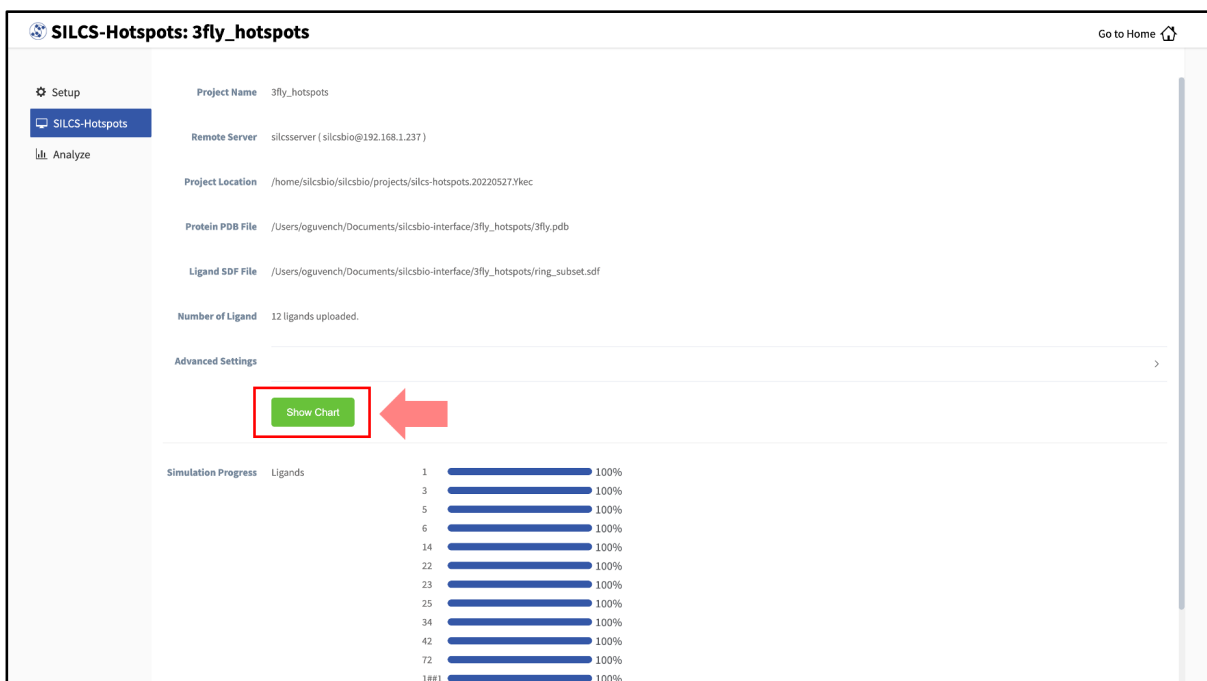 SILCS-Hotspots: 3fly_hotspots
Go to Home
Setup
SILCS-Hotspots
Analyze
Project Name 3fly_hotspots
Remote Server silcsserver ( silcsbio@192.168.1.237 )
Project Location /home/silcsbio/silcsbio/projects/silcs-hotspots.20220527.Ykec
Protein PDB File /Users/oguvench/Documents/silcsbio-interface/3fly_hotspots/3fly.pdb
Ligand SDF File /Users/oguvench/Documents/silcsbio-interface/3fly_hotspots/ring_subset.sdf
Number of Ligand 12 ligands uploaded.
Advanced Settings
Show Chart
Simulation Progress Ligands
1 100%
3 100%
5 100%
6 100%
14 100%
22 100%
23 100%
25 100%
34 100%
42 100%
72 100%
1##1 100%